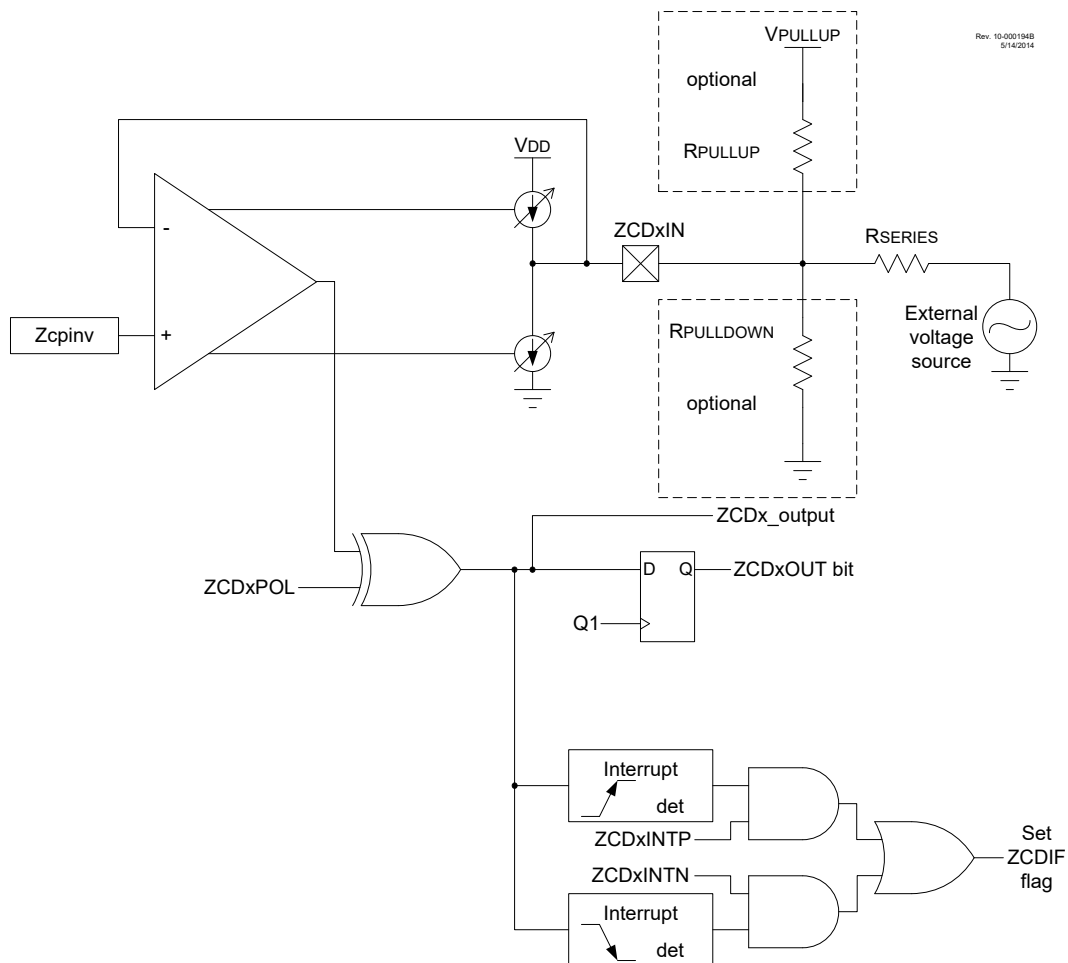 Rev. 10-000194B
5/14/2014
VPULLUP
optional
RPULLUP
VDD
-
ZCDxIN
RSERIES
Zcpinv
+
RPULLDOWN
External
voltage
source
optional
ZCDx_output
D Q
ZCDxOUT bit
ZCDxPOL
Q1
Interrupt
det
ZCDxINTP
Set
ZCDIF
flag
ZCDxINTN
Interrupt
det